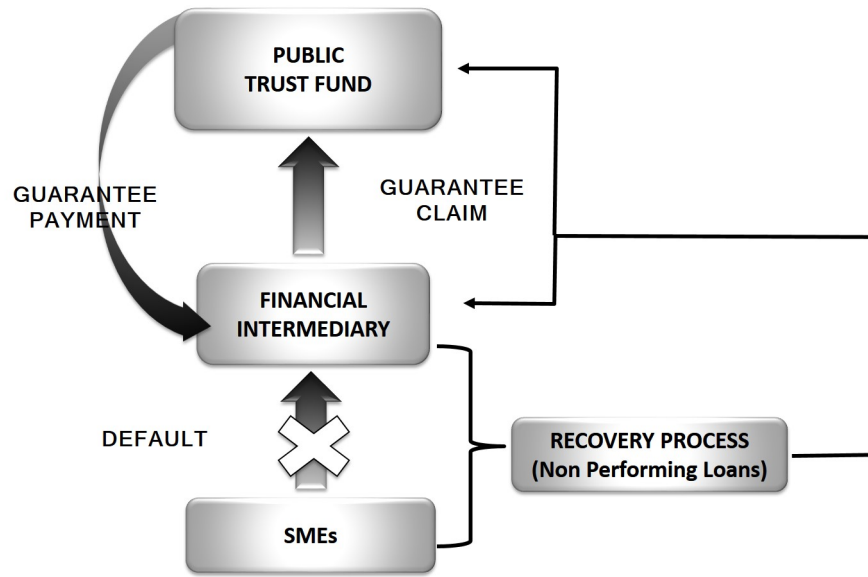 PUBLIC
TRUST FUND
GUARANTEE
PAYMENT
GUARANTEE
CLAIM
FINANCIAL
INTERMEDIARY
DEFAULT
RECOVERY PROCESS
(Non Performing Loans)
SMEs